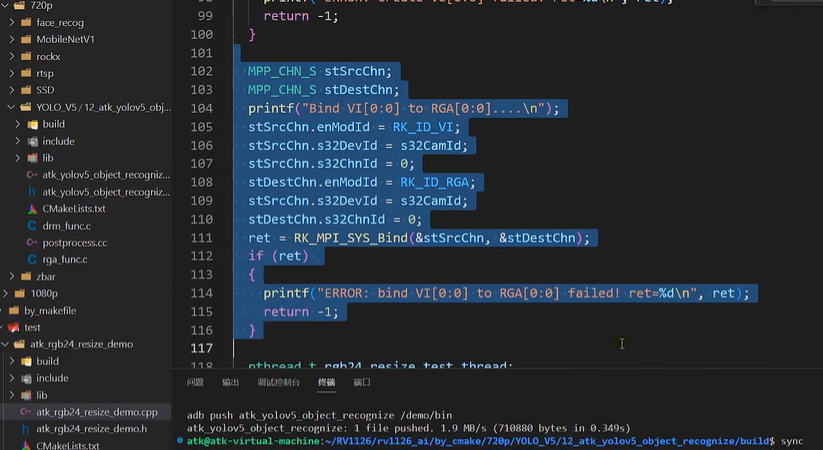 720p
face_recog
MobileNetV1
rockx
rtsp
SSD
YOLO_V5 / 12_atk_yolov5_obj...
build
include
lib
atk_yolov5_object_recogniz...
atk_yolov5_object_recogniz...
CMakeLists.txt
drm_func.c
postprocess.cc
rga_func.c
zbar
1080p
by_makefile
test
atk_rgb24_resize_demo
build
include
lib
atk_rgb24_resize_demo.cpp
atk_rgb24_resize_demo.h
CMakeLists.txt
99 return -1;
100 }
101
102 MPP_CHN_S stSrcChn;
103 MPP_CHN_S stDestChn;
104 printf("Bind VI[0:0] to RGA[0:0]....\n");
105 stSrcChn.enModId = RK_ID_VI;
106 stSrcChn.s32DevId = s32CamId;
107 stSrcChn.s32ChnId = 0;
108 stDestChn.enModId = RK_ID_RGA;
109 stSrcChn.s32DevId = s32CamId;
110 stDestChn.s32ChnId = 0;
111 ret = RK_MPI_SYS_Bind(&stSrcChn, &stDestChn);
112 if (ret)
113 {
114 printf("ERROR: bind VI[0:0] to RGA[0:0] failed! ret=%d\n", ret);
115 return -1;
116 }
117
118 pthread_t rgb24_resize_test_thread;
问题 输出 调试控制台 终端 端口
adb push atk_yolov5_object_recognize /demo/bin
atk_yolov5_object_recognize: 1 file pushed. 1.9 MB/s (710880 bytes in 0.349s)
atk@atk-virtual-machine:~/RV1126/rv1126_ai/by_cmake/720p/YOLO_V5/12_atk_yolov5_object_recognize/build$ sync